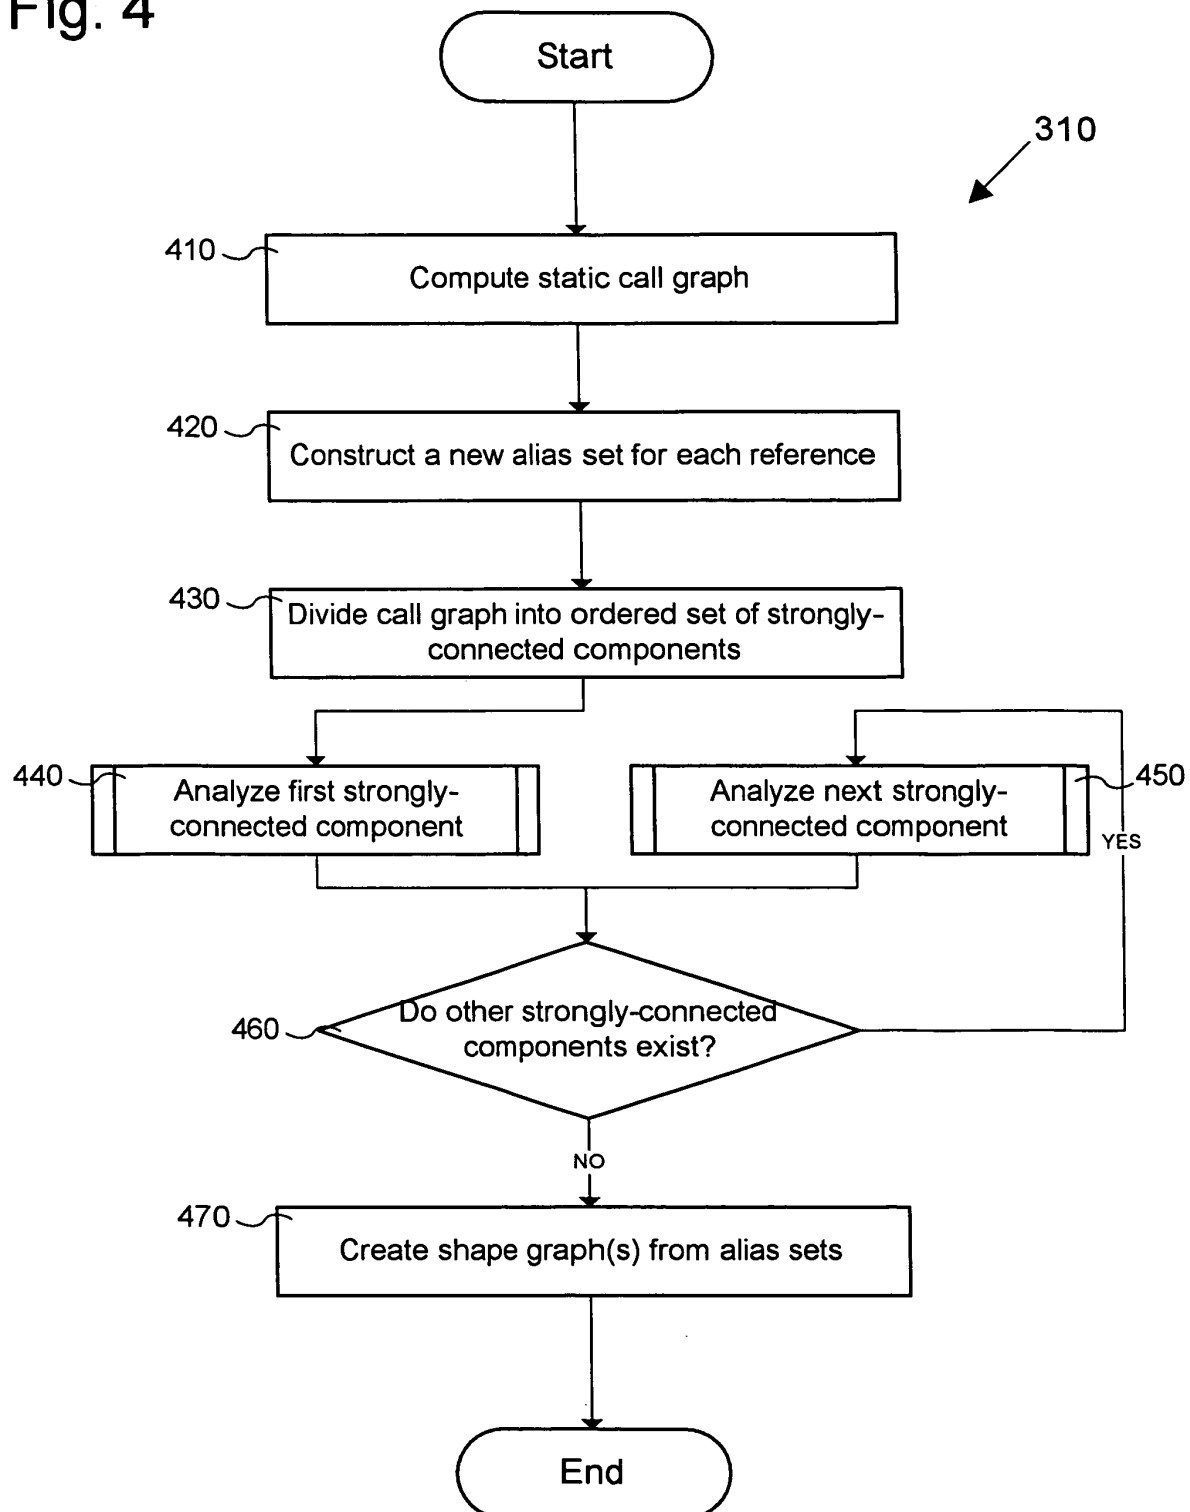 Fig. 4
Start
310
410
Compute static call graph
420
Construct a new alias set for each reference
430
Divide call graph into ordered set of strongly-
connected components
440
Analyze first strongly-
connected component
Analyze next strongly-
connected component
450
YES
460
Do other strongly-connected
components exist?
NO
470
Create shape graph(s) from alias sets
End